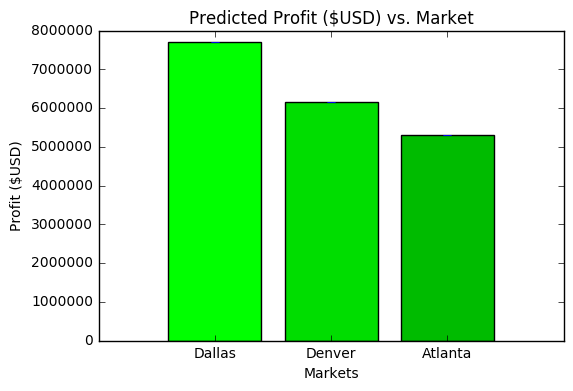 Predicted Profit ($USD) vs. Market
8000000
7000000
6000000
5000000
4000000
3000000
2000000
1000000
0
Profit ($USD)
Dallas Denver Atlanta
Markets